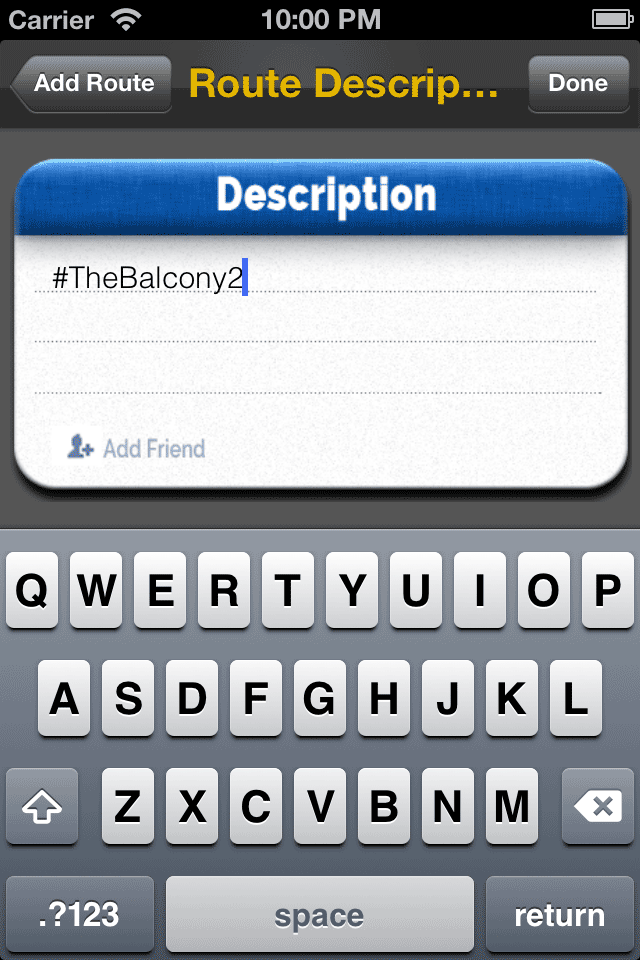 Carrier 10:00 PM
Add Route Route Descrip... Done
Description
#TheBalcony2
Add Friend
Q W E R T Y U I O P
A S D F G H J K L
Z X C V B N M
.?123 space return